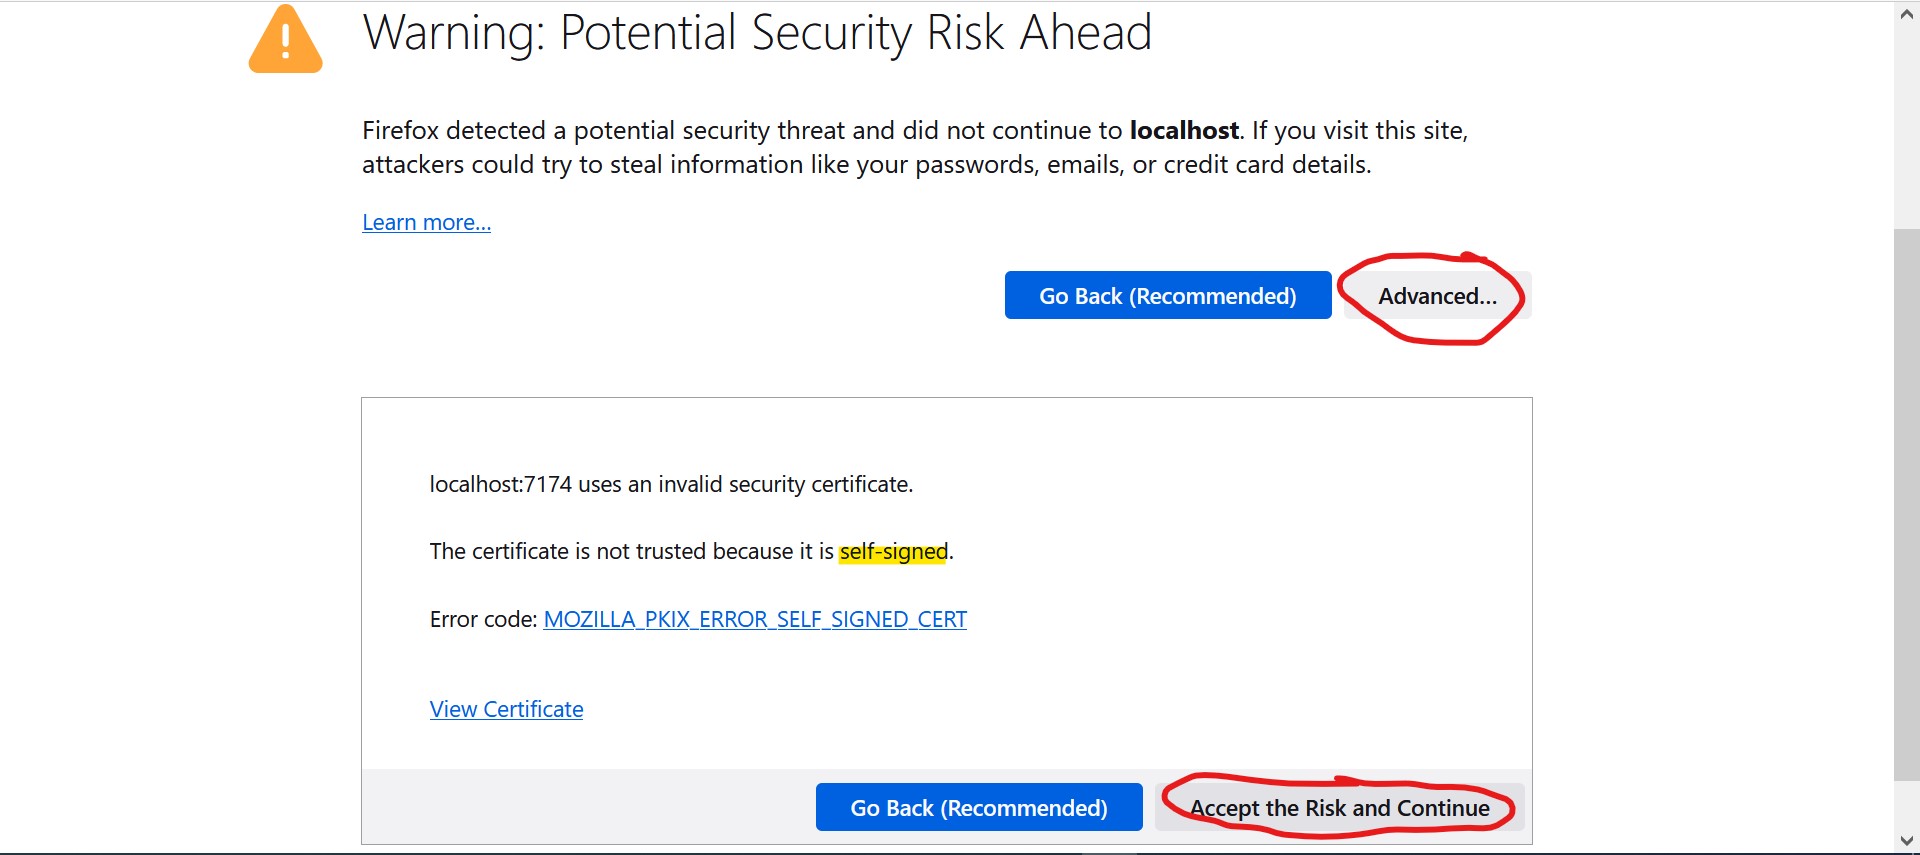 Warning: Potential Security Risk Ahead
Firefox detected a potential security threat and did not continue to localhost. If you visit this site,
attackers could try to steal information like your passwords, emails, or credit card details.
Learn more...
Go Back (Recommended)
Advanced...
localhost:7174 uses an invalid security certificate.
The certificate is not trusted because it is self-signed.
Error code: MOZILLA_PKIX_ERROR_SELF_SIGNED_CERT
View Certificate
Go Back (Recommended)
Accept the Risk and Continue